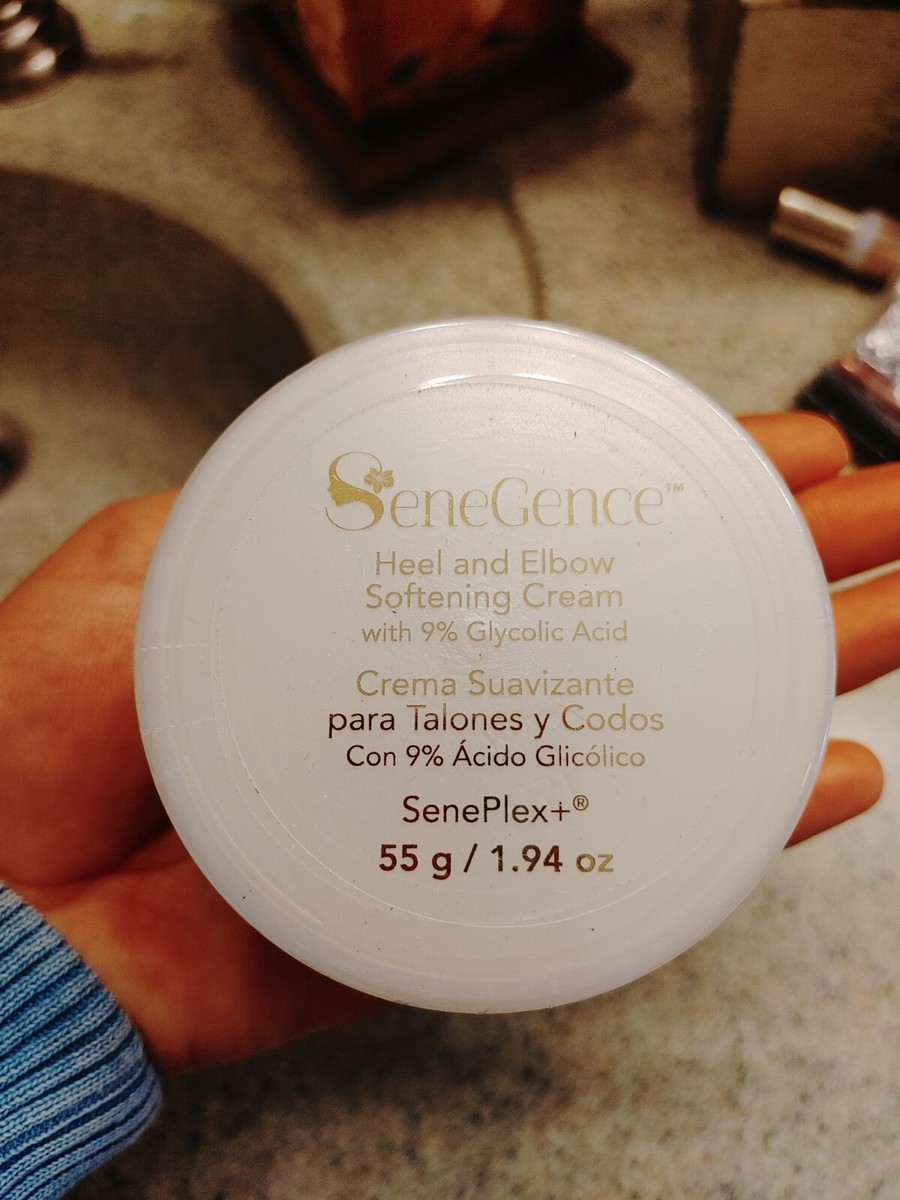 SeneGence™
Heel and Elbow
Softening Cream
with 9% Glycolic Acid
Crema Suavizante
para Talones y Codos
Con 9% Ácido Glicólico
SenePlex+®
55 g / 1.94 oz